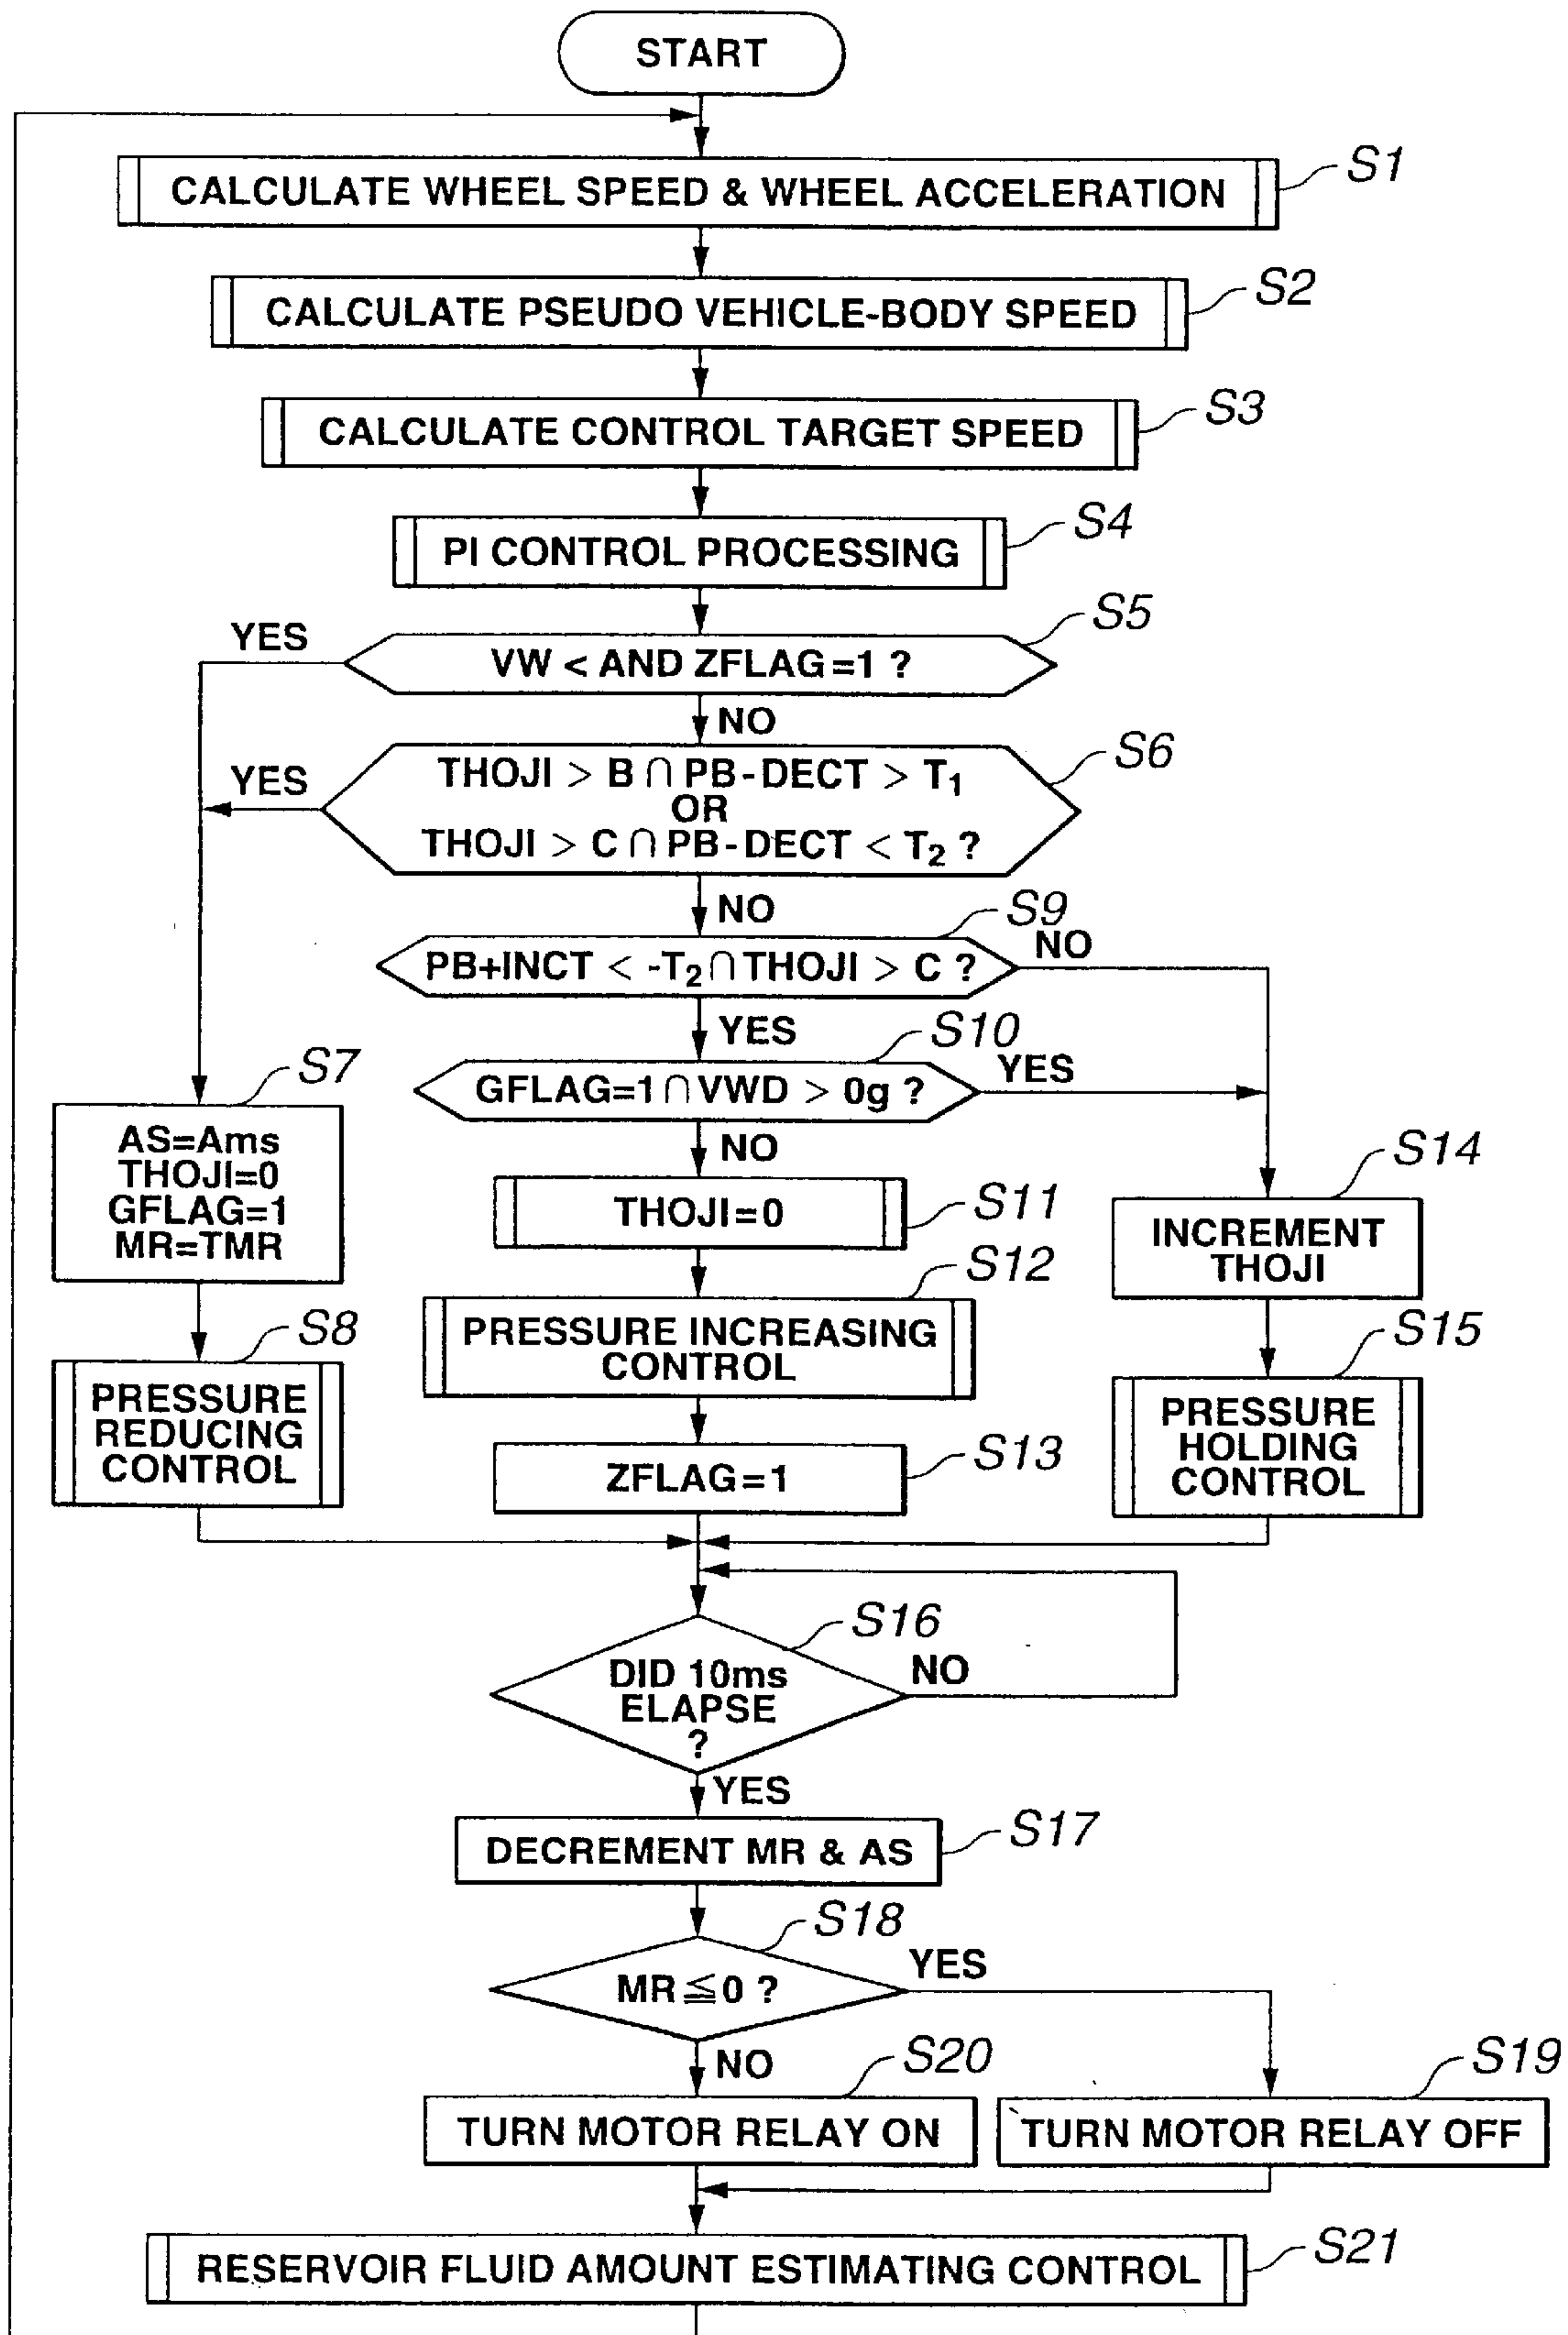 START
CALCULATE WHEEL SPEED & WHEEL ACCELERATION
S1
CALCULATE PSEUDO VEHICLE-BODY SPEED
S2
CALCULATE CONTROL TARGET SPEED
S3
PI CONTROL PROCESSING
S4
YES
VW < AND ZFLAG=1 ?
S5
NO
YES
THOJI > B ∩ PB-DECT > T₁
OR
THOJI > C ∩ PB-DECT < T₂ ?
S6
NO
PB+INCT < -T₂ ∩ THOJI > C ?
S9
NO
YES
GFLAG=1 ∩ VWD > 0g ?
S10
YES
NO
S7
AS=Ams
THOJI=0
GFLAG=1
MR=TMR
THOJI=0
S11
S14
INCREMENT
THOJI
S8
PRESSURE
REDUCING
CONTROL
S12
PRESSURE INCREASING
CONTROL
S15
PRESSURE
HOLDING
CONTROL
ZFLAG=1
S13
S16
DID 10ms
ELAPSE
?
NO
YES
DECREMENT MR & AS
S17
S18
MR≦0 ?
YES
NO
S20
TURN MOTOR RELAY ON
S19
TURN MOTOR RELAY OFF
RESERVOIR FLUID AMOUNT ESTIMATING CONTROL
S21